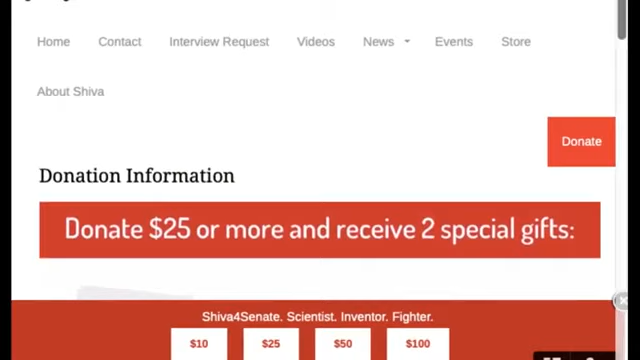 Home Contact Interview Request Videos News Events Store
About Shiva
Donate
Donation Information
Donate $25 or more and receive 2 special gifts:
Shiva4Senate. Scientist. Inventor. Fighter.
$10 $25 $50 $100